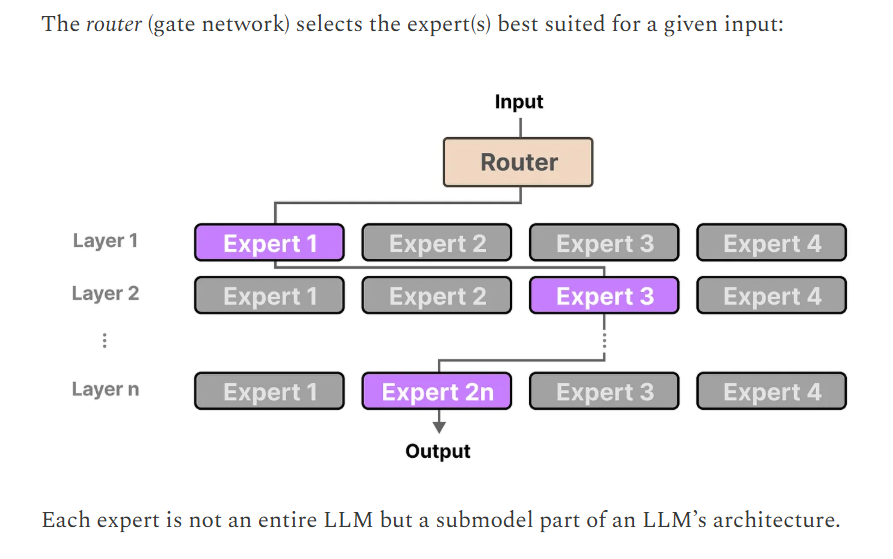 The router (gate network) selects the expert(s) best suited for a given input:
Input
Router
Layer 1 Expert 1 Expert 2 Expert 3 Expert 4
Layer 2 Expert 1 Expert 2 Expert 3 Expert 4
Layer n Expert 1 Expert 2n Expert 3 Expert 4
Output
Each expert is not an entire LLM but a submodel part of an LLM’s architecture.